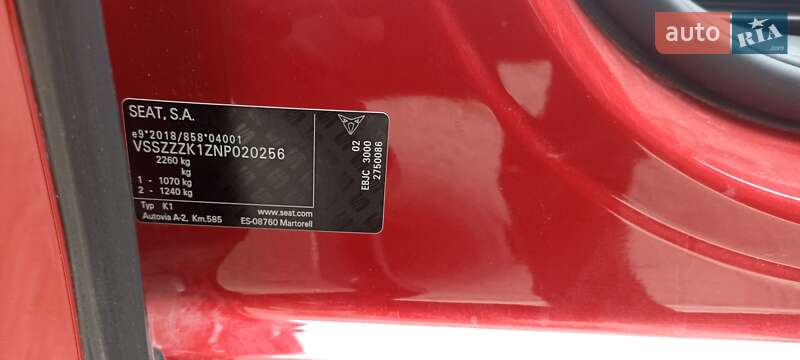 auto RIA
.com
SEAT, S.A.
e9*2018/858*04001
VSSZZZK1ZNP020256
2260 kg
kg
1 - 1070 kg
2 - 1240 kg
Typ K1
www.seat.com
Autovia A-2, Km.585 ES-08760 Martorell
02
EBJC 3000
2750086